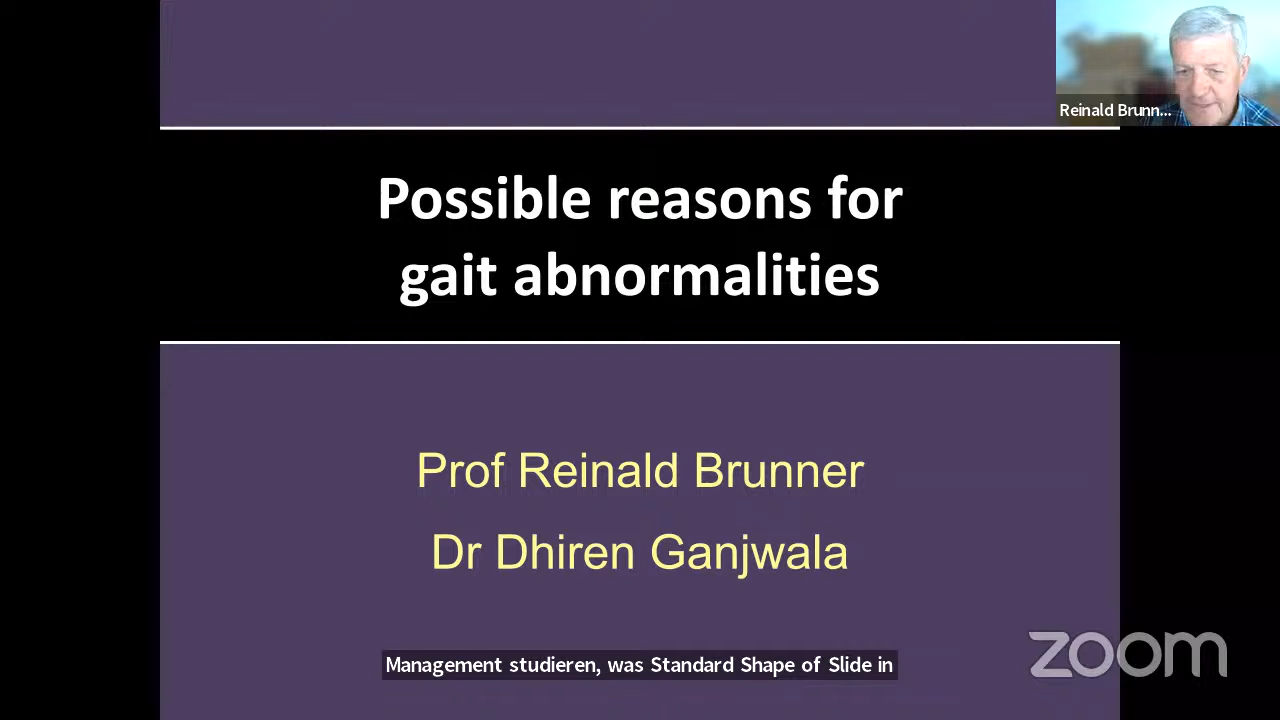 Reinald Brunn...
Possible reasons for
gait abnormalities
Prof Reinald Brunner
Dr Dhiren Ganjwala
Management studieren, was Standard Shape of Slide in
zoom